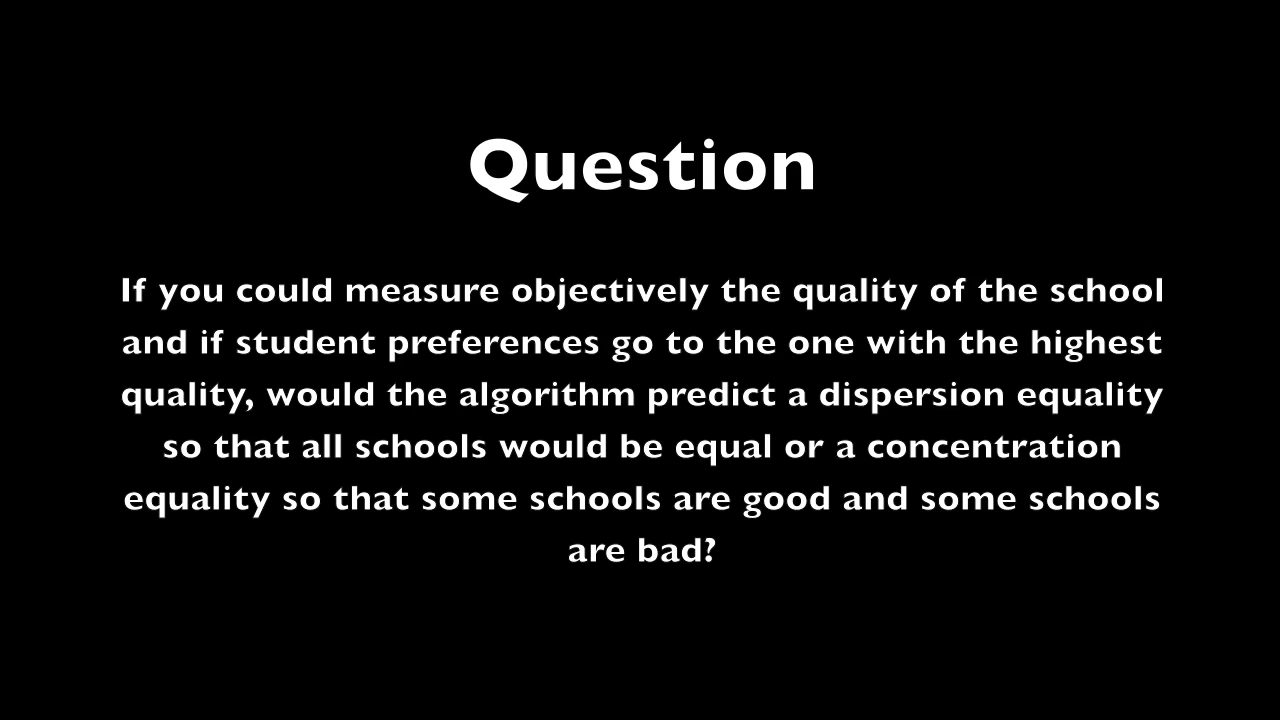 Question
If you could measure objectively the quality of the school
and if student preferences go to the one with the highest
quality, would the algorithm predict a dispersion equality
so that all schools would be equal or a concentration
equality so that some schools are good and some schools
are bad?